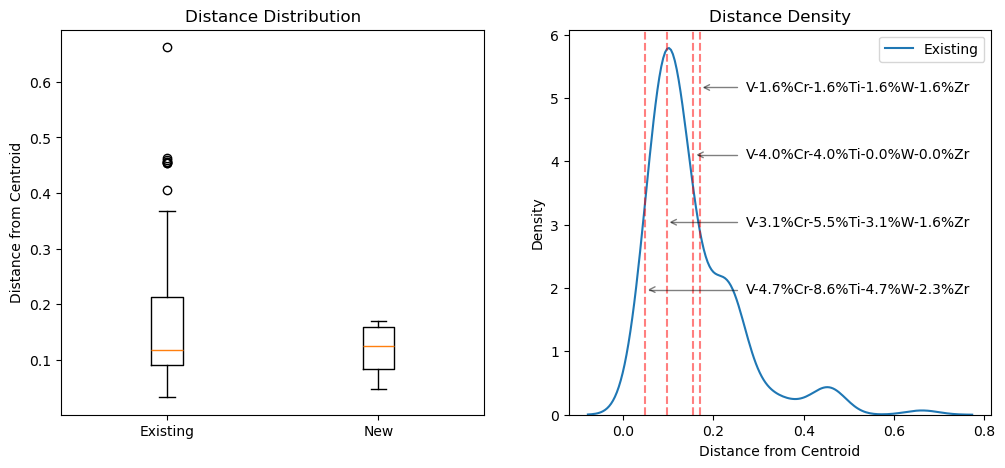 Distance Distribution
Distance from Centroid
0.6
0.5
0.4
0.3
0.2
0.1
Existing
New
Distance Density
Density
6
5
4
3
2
1
0
Existing
V-1.6%Cr-1.6%Ti-1.6%W-1.6%Zr
V-4.0%Cr-4.0%Ti-0.0%W-0.0%Zr
V-3.1%Cr-5.5%Ti-3.1%W-1.6%Zr
V-4.7%Cr-8.6%Ti-4.7%W-2.3%Zr
0.0
0.2
0.4
0.6
0.8
Distance from Centroid